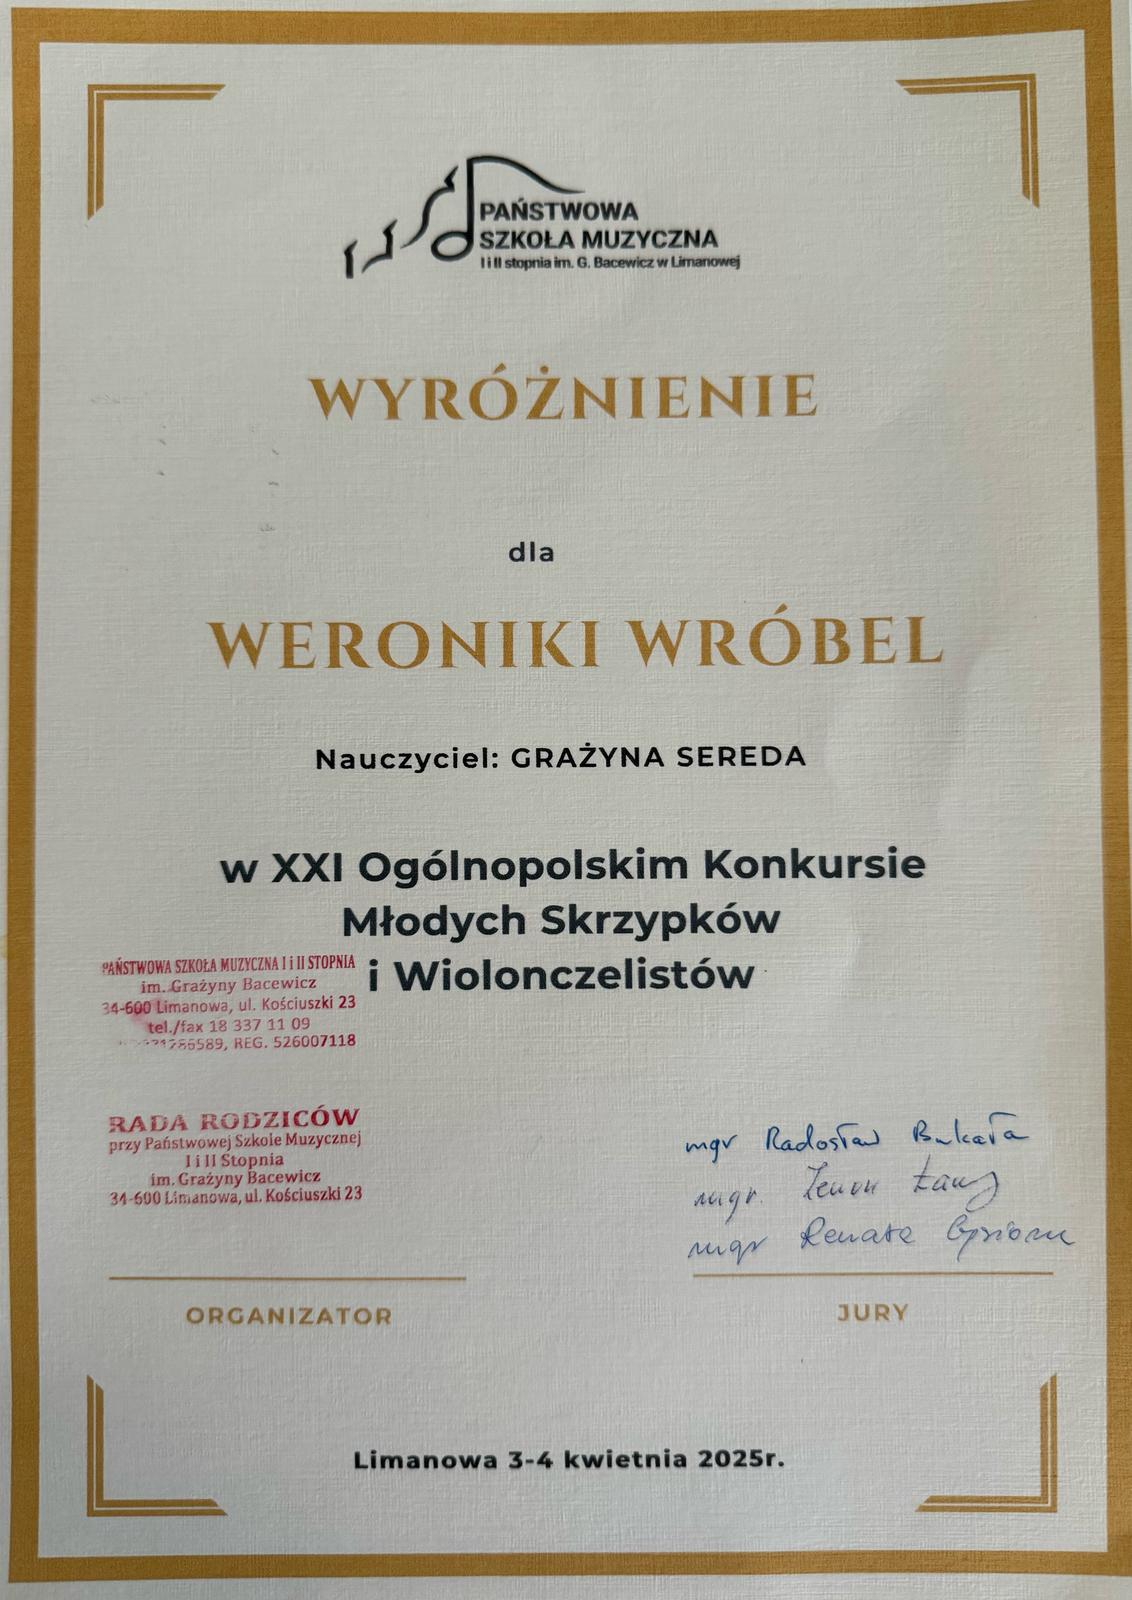 PAŃSTWOWA
SZKOŁA MUZYCZNA
I i II stopnia im. G. Bacewicz w Limanowej
WYRÓŻNIENIE
dla
WERONIKI WRÓBEL
Nauczyciel: GRAŻYNA SEREDA
w XXI Ogólnopolskim Konkursie
Młodych Skrzypków
i Wiolonczelistów
PAŃSTWOWA SZKOŁA MUZYCZNA I i II STOPNIA
im. Grażyny Bacewicz
34-600 Limanowa, ul. Kościuszki 23
tel./fax 18 337 11 09
REG. 526007118
RADA RODZICÓW
przy Państwowej Szkole Muzycznej
I i II Stopnia
im. Grażyny Bacewicz
34-600 Limanowa, ul. Kościuszki 23
mgr Radosław Bukała
mgr. Zenon
mgr Renata
ORGANIZATOR
JURY
Limanowa 3-4 kwietnia 2025r.